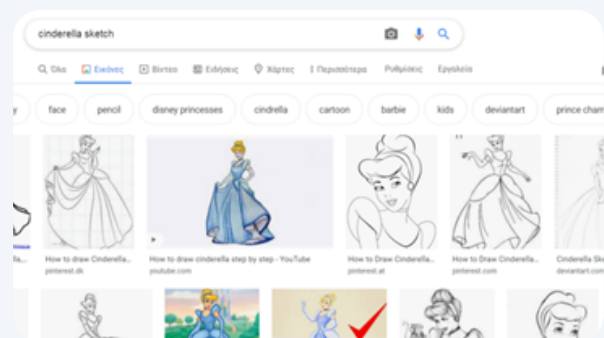 cinderella sketch
Όλα Εικόνες Βίντεο Ειδήσεις Χάρτες Περισσότερα Ρυθμίσεις Εργαλεία
face pencil disney princesses cindrella cartoon barbie kids deviantart prince charm
How to draw Cinderella... How to draw cinderella step by step - YouTube How to Draw Cinderella... How to Draw Cinderella... Cinderella Ske
pinterest.dk youtube.com pinterest.at pinterest.com deviantart.com